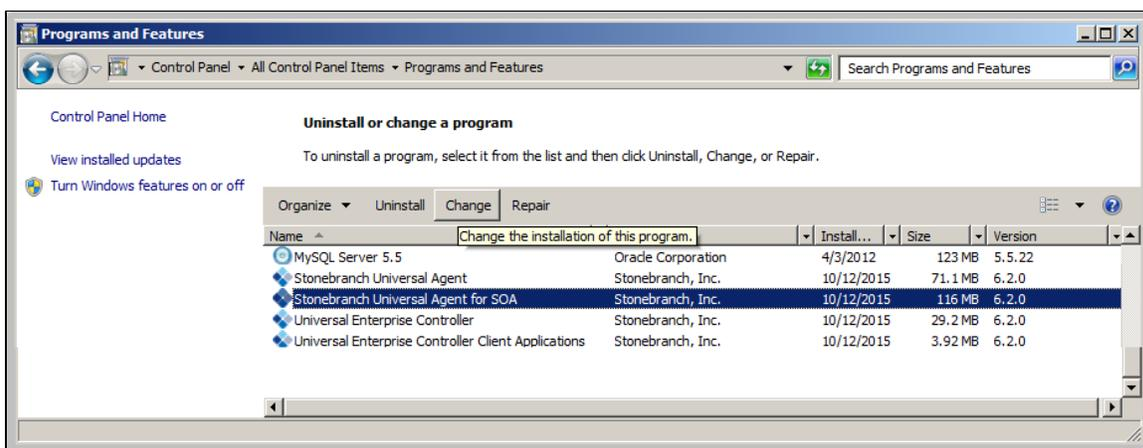 Programs and Features
Control Panel All Control Panel Items Programs and Features Search Programs and Features
Control Panel Home
View installed updates
Turn Windows features on or off
Uninstall or change a program
To uninstall a program, select it from the list and then click Uninstall, Change, or Repair.
Organize Uninstall Change Repair
Change the installation of this program.
Name Install... Size Version
MySQL Server 5.5 Oracle Corporation 4/3/2012 123 MB 5.5.22
Stonebranch Universal Agent Stonebranch, Inc. 10/12/2015 71.1 MB 6.2.0
Stonebranch Universal Agent for SOA Stonebranch, Inc. 10/12/2015 116 MB 6.2.0
Universal Enterprise Controller Stonebranch, Inc. 10/12/2015 29.2 MB 6.2.0
Universal Enterprise Controller Client Applications Stonebranch, Inc. 10/12/2015 3.92 MB 6.2.0